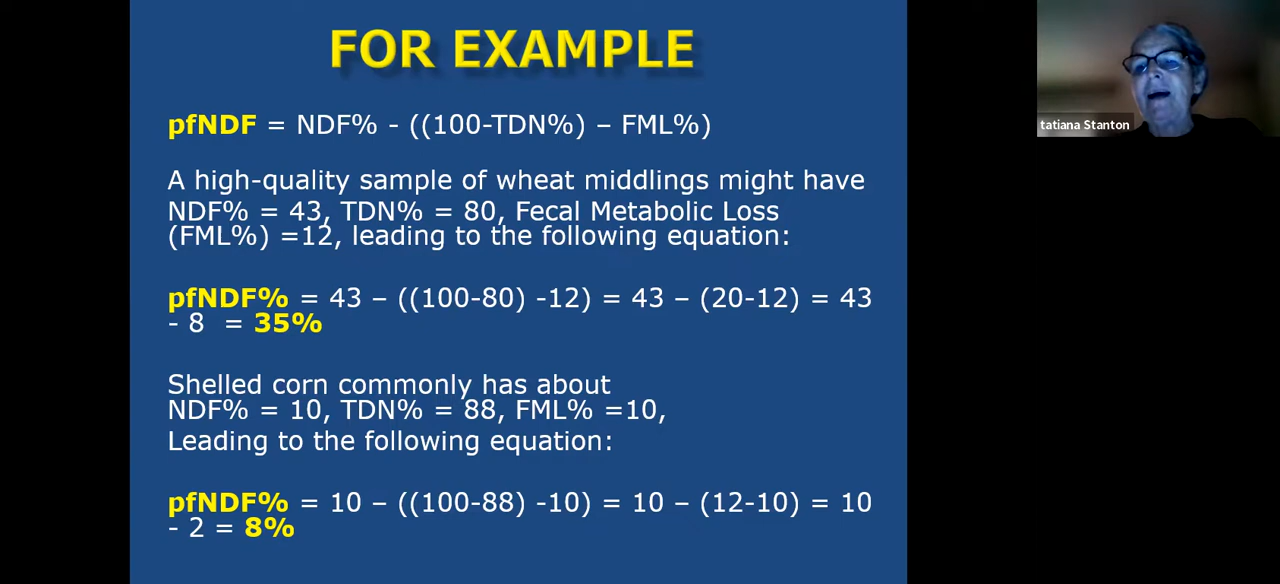 FOR EXAMPLE
pfNDF = NDF% - ((100-TDN%) – FML%)
A high-quality sample of wheat middlings might have
NDF% = 43, TDN% = 80, Fecal Metabolic Loss
(FML%) =12, leading to the following equation:
pfNDF% = 43 – ((100-80) -12) = 43 – (20-12) = 43
- 8 = 35%
Shelled corn commonly has about
NDF% = 10, TDN% = 88, FML% =10,
Leading to the following equation:
pfNDF% = 10 – ((100-88) -10) = 10 – (12-10) = 10
- 2 = 8%
tatiana Stanton